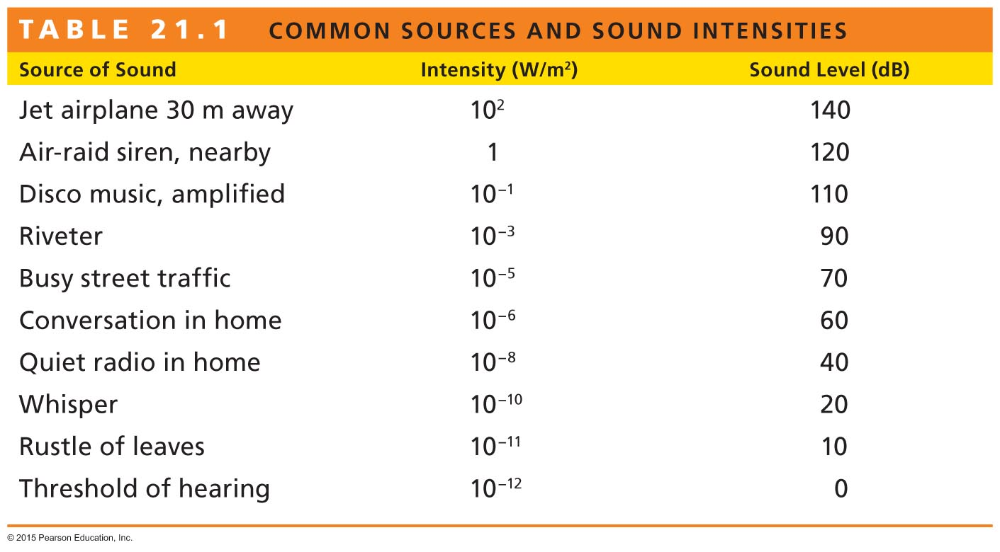 TABLE 21.1 COMMON SOURCES AND SOUND INTENSITIES
Source of Sound Intensity (W/m²) Sound Level (dB)
Jet airplane 30 m away 10² 140
Air-raid siren, nearby 1 120
Disco music, amplified 10⁻¹ 110
Riveter 10⁻³ 90
Busy street traffic 10⁻⁵ 70
Conversation in home 10⁻⁶ 60
Quiet radio in home 10⁻⁸ 40
Whisper 10⁻¹⁰ 20
Rustle of leaves 10⁻¹¹ 10
Threshold of hearing 10⁻¹² 0
© 2015 Pearson Education, Inc.